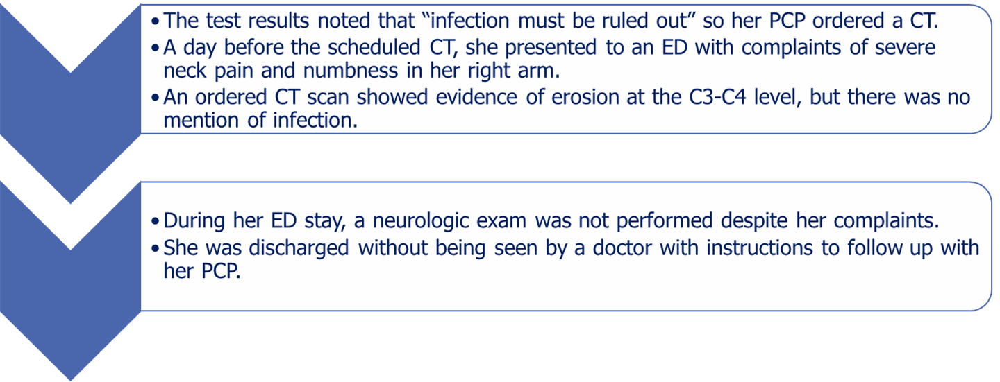 • The test results noted that “infection must be ruled out” so her PCP ordered a CT.
• A day before the scheduled CT, she presented to an ED with complaints of severe
neck pain and numbness in her right arm.
• An ordered CT scan showed evidence of erosion at the C3-C4 level, but there was no
mention of infection.
• During her ED stay, a neurologic exam was not performed despite her complaints.
• She was discharged without being seen by a doctor with instructions to follow up with
her PCP.